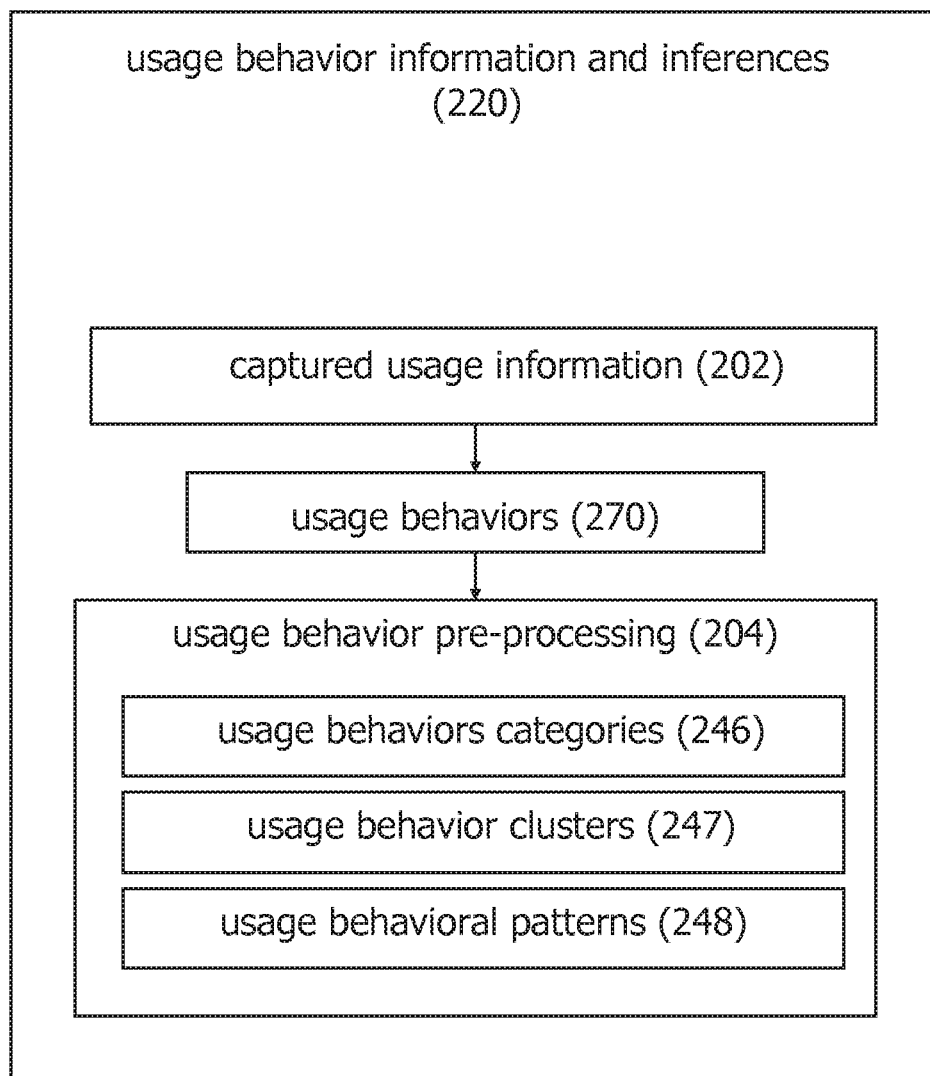 usage behavior information and inferences
(220)
captured usage information (202)
usage behaviors (270)
usage behavior pre-processing (204)
usage behaviors categories (246)
usage behavior clusters (247)
usage behavioral patterns (248)